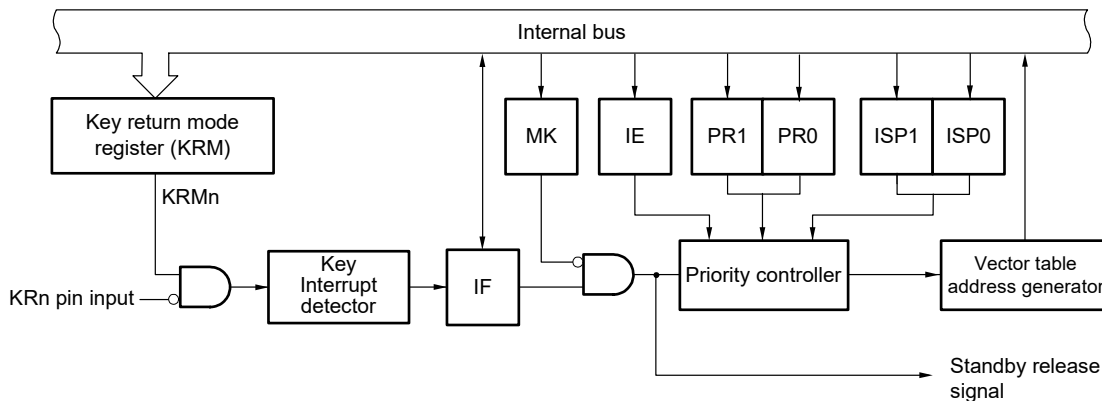 Internal bus
Key return mode
register (KRM)
MK
IE
PR1
PR0
ISP1
ISP0
KRMn
Key
Interrupt
detector
IF
Priority controller
Vector table
address generator
KRn pin input
Standby release
signal